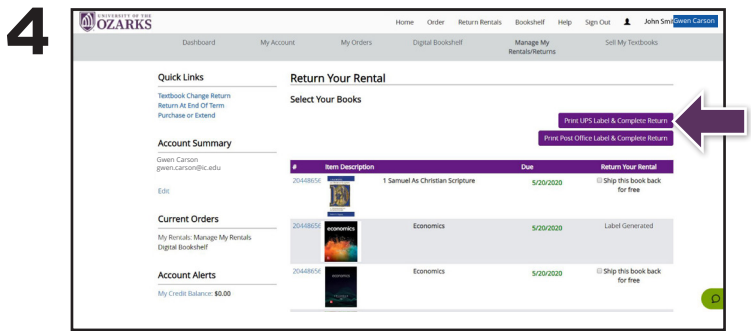 4
UNIVERSITY OF THE
OZARKS
Home Order Return Rentals Bookshelf Help Sign Out John Smi Gwen Carson
Dashboard My Account My Orders Digital Bookshelf Manage My Rentals/Returns Sell My Textbooks
Quick Links
Textbook Change Return
Return At End Of Term
Purchase or Extend
Account Summary
Gwen Carson
gwen.carson@ic.edu
Edit
Current Orders
My Rentals: Manage My Rentals
Digital Bookshelf
Account Alerts
My Credit Balance: $0.00
Return Your Rental
Select Your Books
Print UPS Label & Complete Return
Print Post Office Label & Complete Return
# Item Description Due Return Your Rental
20448656 1 Samuel As Christian Scripture 5/20/2020 Ship this book back for free
20448656 economics Economics 5/20/2020 Label Generated
20448656 economics Economics 5/20/2020 Ship this book back for free